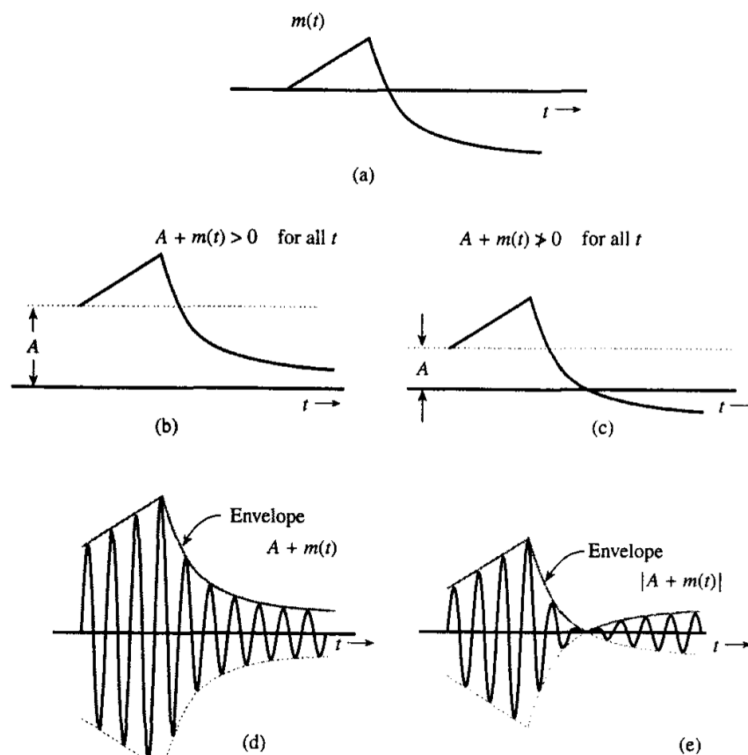 m(t)
t →
(a)
A + m(t) > 0 for all t
A
t →
(b)
A + m(t) ≯ 0 for all t
A
t →
(c)
Envelope
A + m(t)
t →
(d)
Envelope
|A + m(t)|
t →
(e)